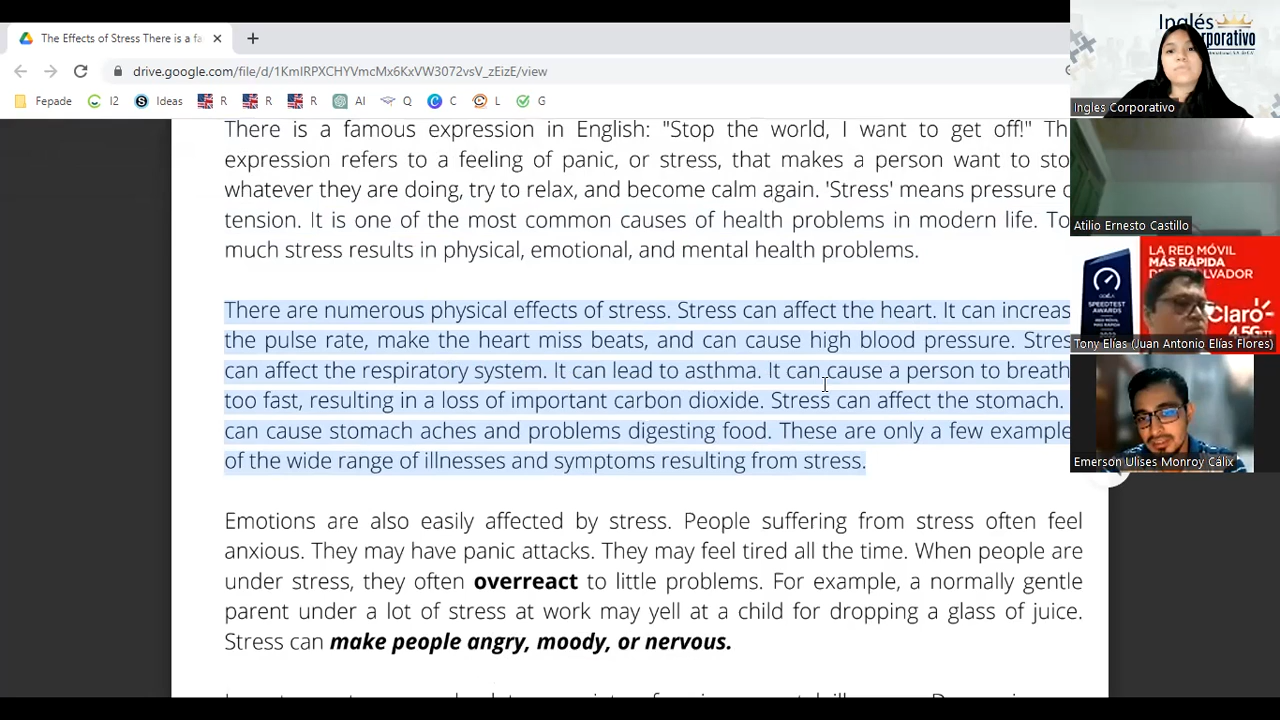 The Effects of Stress There is a fa
drive.google.com/file/d/1KmIRPXCHYVmcMx6KxVW3072vsV_zEizE/view
Fepade I2 Ideas R R R AI Q C L G
There is a famous expression in English: "Stop the world, I want to get off!"
expression refers to a feeling of panic, or stress, that makes a person want to
whatever they are doing, try to relax, and become calm again. 'Stress' means pressure
tension. It is one of the most common causes of health problems in modern life.
much stress results in physical, emotional, and mental health problems.
There are numerous physical effects of stress. Stress can affect the heart. It can
the pulse rate, make the heart miss beats, and can cause high blood pressure.
can affect the respiratory system. It can lead to asthma. It can cause a person to
too fast, resulting in a loss of important carbon dioxide. Stress can affect the stomach.
can cause stomach aches and problems digesting food. These are only a few
of the wide range of illnesses and symptoms resulting from stress.
Emotions are also easily affected by stress. People suffering from stress often feel
anxious. They may have panic attacks. They may feel tired all the time. When people are
under stress, they often overreact to little problems. For example, a normally gentle
parent under a lot of stress at work may yell at a child for dropping a glass of juice.
Stress can make people angry, moody, or nervous.
Inglés
Corporativo
Ingles Corporativo
Atilio Ernesto Castillo
LA RED MÓVIL
MÁS RÁPIDA
SPEEDTEST
AWARDS
Claro
4.5G
Tony Elías (Juan Antonio Elías Flores)
Emerson Ulises Monroy Cálix